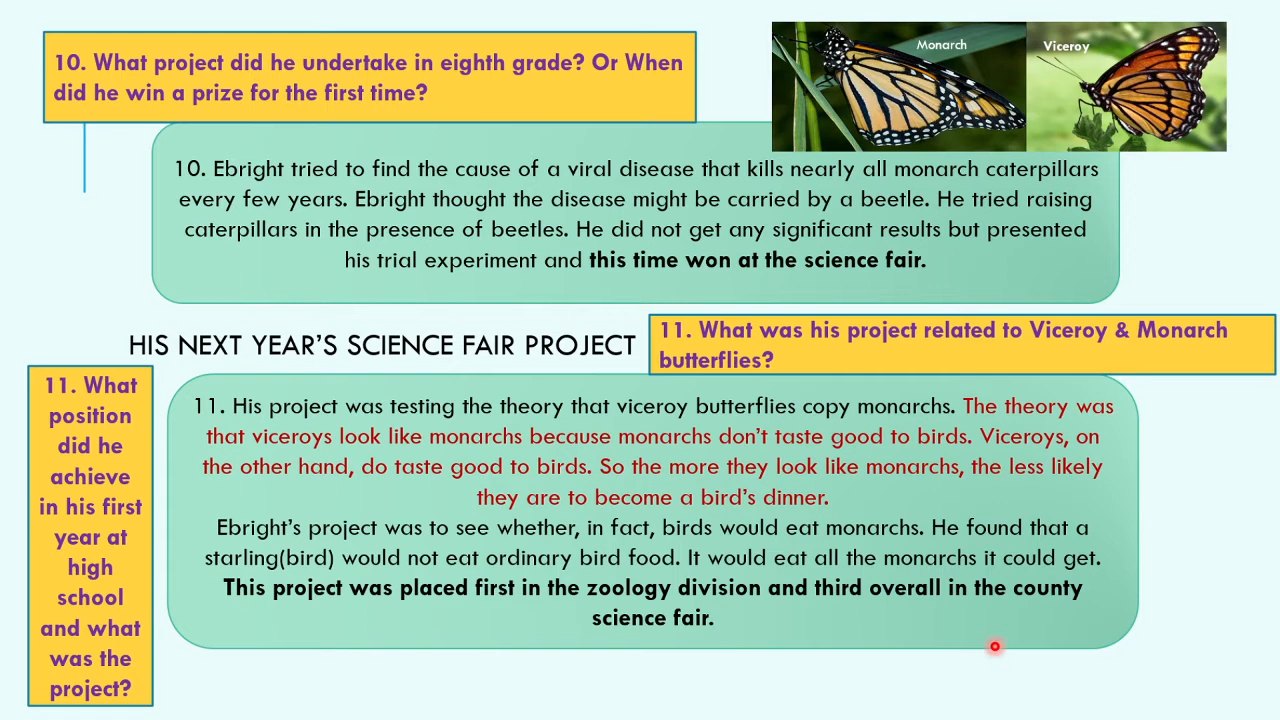 10. What project did he undertake in eighth grade? Or When
did he win a prize for the first time?
Monarch
Viceroy
10. Ebright tried to find the cause of a viral disease that kills nearly all monarch caterpillars
every few years. Ebright thought the disease might be carried by a beetle. He tried raising
caterpillars in the presence of beetles. He did not get any significant results but presented
his trial experiment and this time won at the science fair.
HIS NEXT YEAR'S SCIENCE FAIR PROJECT
11. What was his project related to Viceroy & Monarch
butterflies?
11. What
position
did he
achieve
in his first
year at
high
school
and what
was the
project?
11. His project was testing the theory that viceroy butterflies copy monarchs. The theory was
that viceroys look like monarchs because monarchs don't taste good to birds. Viceroys, on
the other hand, do taste good to birds. So the more they look like monarchs, the less likely
they are to become a bird's dinner.
Ebright's project was to see whether, in fact, birds would eat monarchs. He found that a
starling(bird) would not eat ordinary bird food. It would eat all the monarchs it could get.
This project was placed first in the zoology division and third overall in the county
science fair.